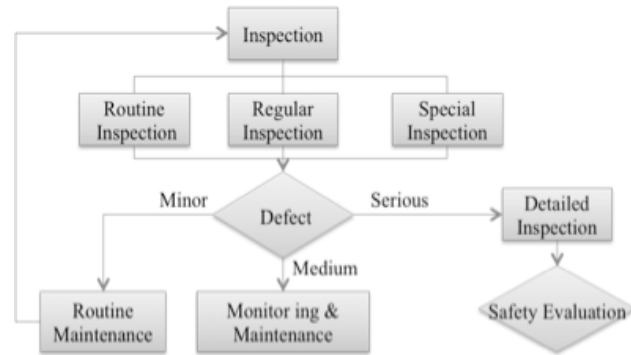 Inspection
Routine
Inspection
Regular
Inspection
Special
Inspection
Minor
Defect
Serious
Detailed
Inspection
Medium
Routine
Maintenance
Monitor ing &
Maintenance
Safety Evaluation